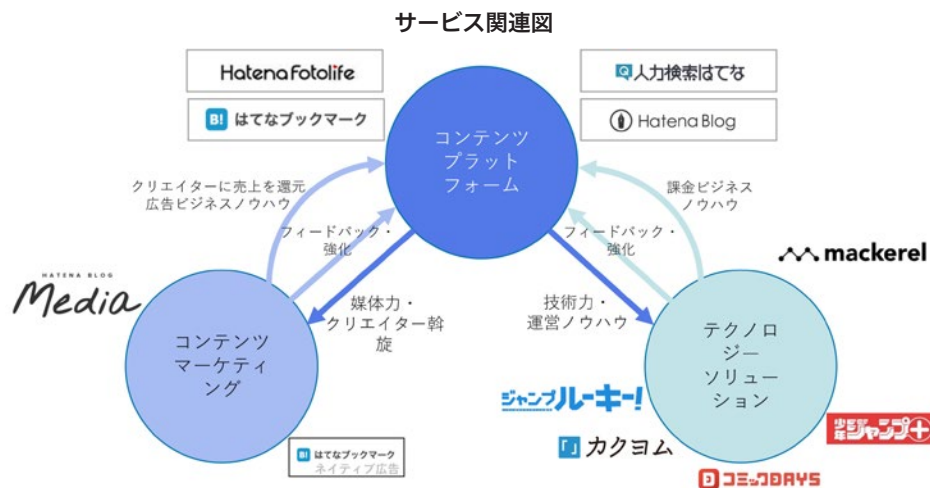 サービス関連図
Hatena Fotolife
人力検索はてな
B! はてなブックマーク
Hatena Blog
コンテンツ
プラット
フォーム
クリエイターに売上を還元
広告ビジネスノウハウ
課金ビジネス
ノウハウ
フィードバック・
強化
フィードバック・
強化
mackerel
HATENA BLOG
Media
媒体力・
クリエイター斡
旋
技術力・
運営ノウハウ
コンテンツ
マーケティ
ング
テクノロ
ジー
ソリュー
ション
ジャンプルーキー!
少年ジャンプ+
「」カクヨム
B! はてなブックマーク
ネイティブ広告
コミックDAYS